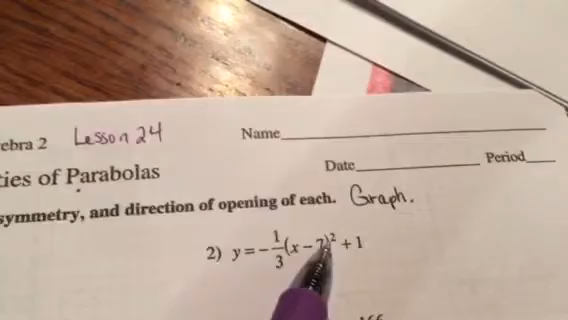 ebra 2 Lesson 24 Name
ties of Parabolas Date Period
symmetry, and direction of opening of each. Graph.
2) y = -1/3(x - 7)² + 1